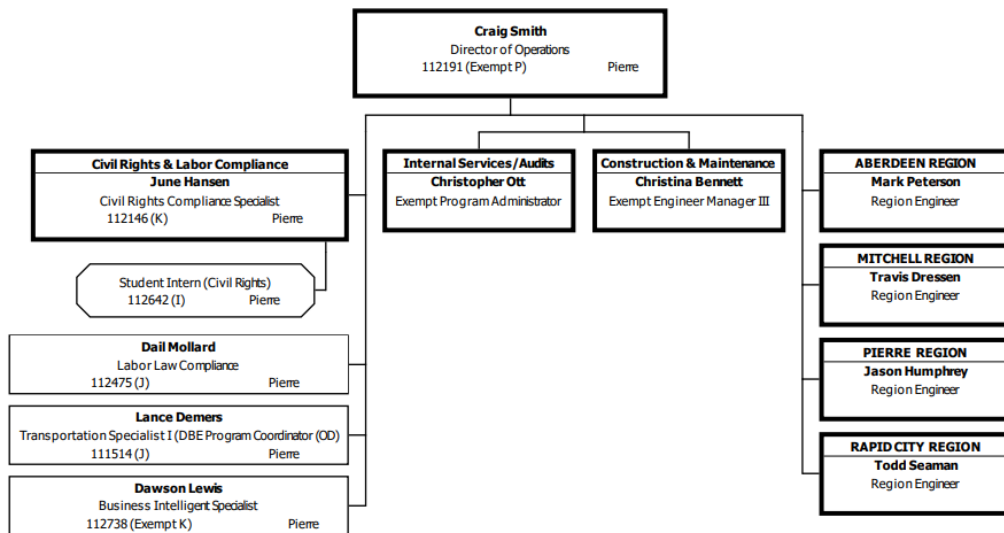 Craig Smith
Director of Operations
112191 (Exempt P) Pierre
Civil Rights & Labor Compliance
June Hansen
Civil Rights Compliance Specialist
112146 (K) Pierre
Student Intern (Civil Rights)
112642 (I) Pierre
Dail Mollard
Labor Law Compliance
112475 (J) Pierre
Lance Demers
Transportation Specialist I (DBE Program Coordinator (OD)
111514 (J) Pierre
Dawson Lewis
Business Intelligent Specialist
112738 (Exempt K) Pierre
Internal Services/Audits
Christopher Ott
Exempt Program Administrator
Construction & Maintenance
Christina Bennett
Exempt Engineer Manager III
ABERDEEN REGION
Mark Peterson
Region Engineer
MITCHELL REGION
Travis Dressen
Region Engineer
PIERRE REGION
Jason Humphrey
Region Engineer
RAPID CITY REGION
Todd Seaman
Region Engineer